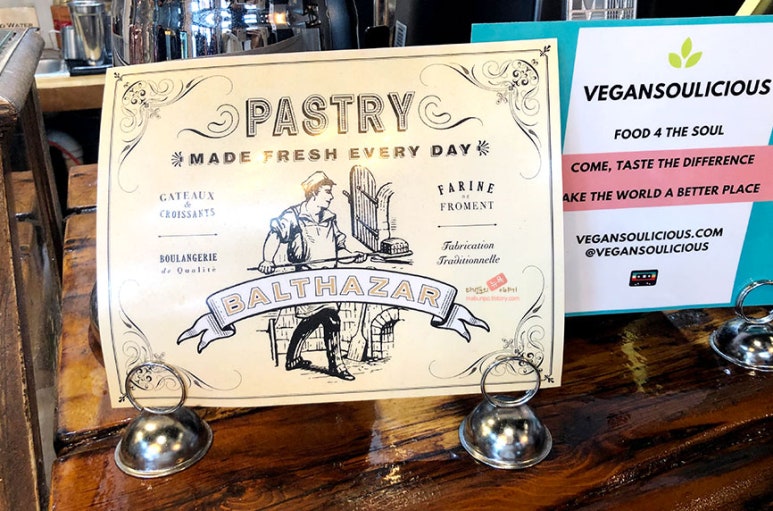 WATER
PASTRY
MADE FRESH EVERY DAY
GATEAUX
&
CROISSANTS
FARINE
DE
FROMENT
BOULANGERIE
de Qualité
Fabrication
Traditionnelle
BALTHAZAR
VEGANSOULICIOUS
FOOD 4 THE SOUL
COME, TASTE THE DIFFERENCE
AKE THE WORLD A BETTER PLACE
VEGANSOULICIOUS.COM
@VEGANSOULICIOUS